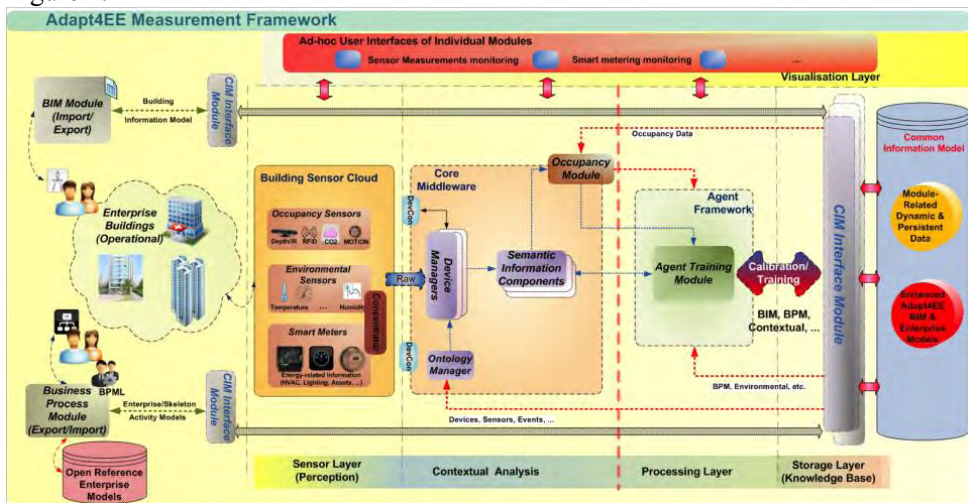 Adapt4EE Measurement Framework
Ad-hoc User Interfaces of Individual Modules
Sensor Measurements monitoring
Smart metering monitoring
...
Visualisation Layer
BIM Module
(Import/
Export)
Building
Information Model
CIM Interface
Module
Enterprise
Buildings
(Operational)
BPML
Business
Process
Module
(Export/Import)
Enterprise/Skeleton
Activity Models
CIM Interface
Module
Open Reference
Enterprise
Models
Building Sensor Cloud
Occupancy Sensors
Depth/IR RFID CO2 MOTION
Environmental
Sensors
Temperature ... Humidity
Smart Meters
Energy-related Information
(HVAC, Lighting, Assets, ...)
Concentrator
Raw
Core
Middleware
DevCon
DevCon
Device
Managers
Semantic
Information
Components
Ontology
Manager
Occupancy
Module
Occupancy Data
Agent
Framework
Agent Training
Module
Calibration/
Training
BIM, BPM,
Contextual, ...
BPM, Environmental, etc.
Devices, Sensors, Events, ...
CIM Interface Module
Common
Information Model
Module-
Related
Dynamic &
Persistent
Data
Enhanced
Adapt4EE
BIM &
Enterprise
Models
Sensor Layer
(Perception)
Contextual Analysis
Processing Layer
Storage Layer
(Knowledge Base)